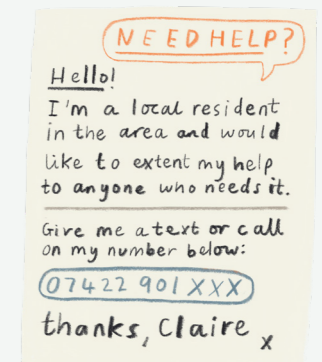 NEED HELP?
Hello!
I'm a local resident
in the area and would
like to extent my help
to anyone who needs it.
Give me a text or call
on my number below:
07422 901 XXX
thanks, Claire x